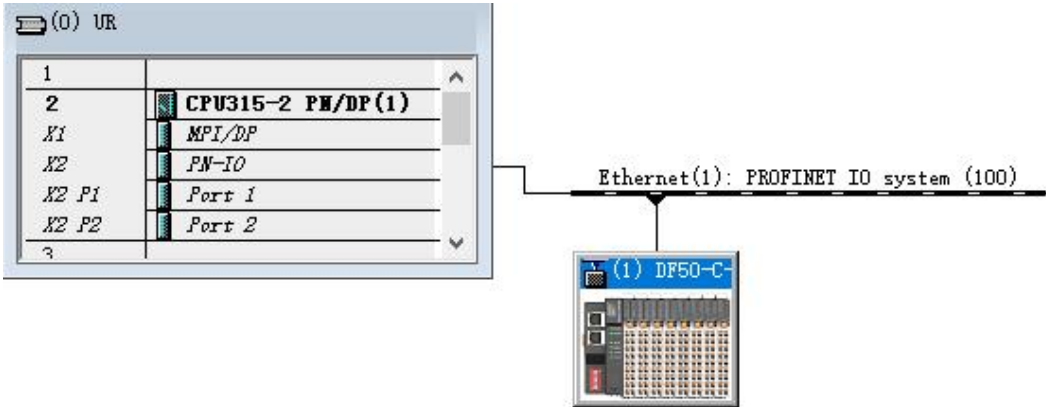 (0) UR
1
2 CPU315-2 PN/DP(1)
X1 MPI/DP
X2 PN-IO
X2 P1 Port 1
X2 P2 Port 2
3
Ethernet(1): PROFINET IO system (100)
(1) DF50-C-